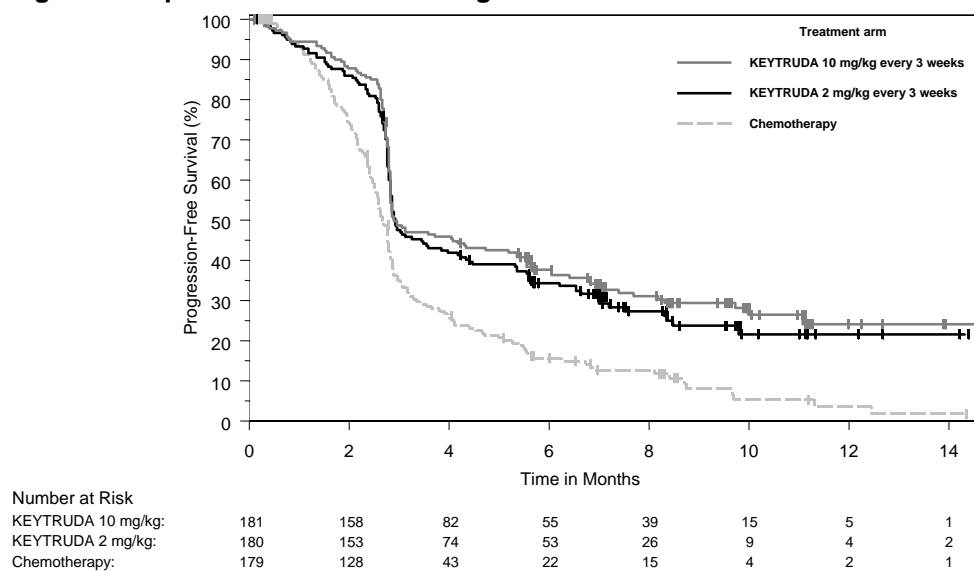 Treatment arm
KEYTRUDA 10 mg/kg every 3 weeks
KEYTRUDA 2 mg/kg every 3 weeks
Chemotherapy
Progression-Free Survival (%)
100
90
80
70
60
50
40
30
20
10
0
0 2 4 6 8 10 12 14
Time in Months
Number at Risk
KEYTRUDA 10 mg/kg: 181 158 82 55 39 15 5 1
KEYTRUDA 2 mg/kg: 180 153 74 53 26 9 4 2
Chemotherapy: 179 128 43 22 15 4 2 1